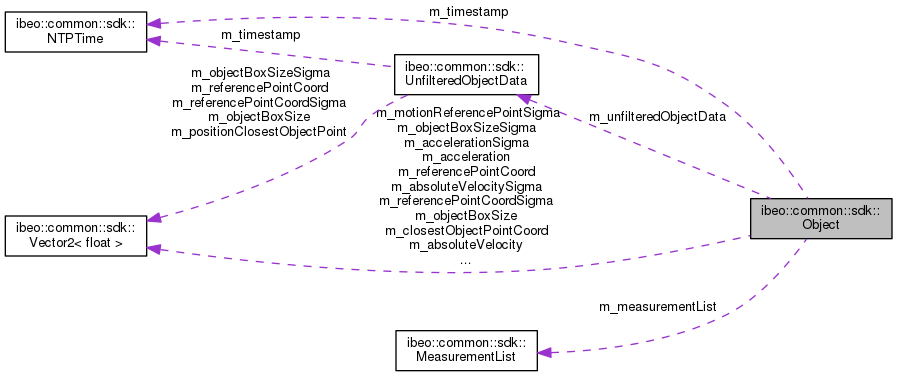 ibeo::common::sdk::
NTPTime
m_timestamp
m_timestamp
ibeo::common::sdk::
UnfilteredObjectData
m_objectBoxSizeSigma
m_referencePointCoord
m_referencePointCoordSigma
m_objectBoxSize
m_positionClosestObjectPoint
m_unfilteredObjectData
m_motionReferencePointSigma
m_objectBoxSizeSigma
m_accelerationSigma
m_acceleration
m_referencePointCoord
m_absoluteVelocitySigma
m_referencePointCoordSigma
m_objectBoxSize
m_closestObjectPointCoord
m_absoluteVelocity
...
ibeo::common::sdk::
Vector2< float >
ibeo::common::sdk::
Object
m_measurementList
ibeo::common::sdk::
MeasurementList